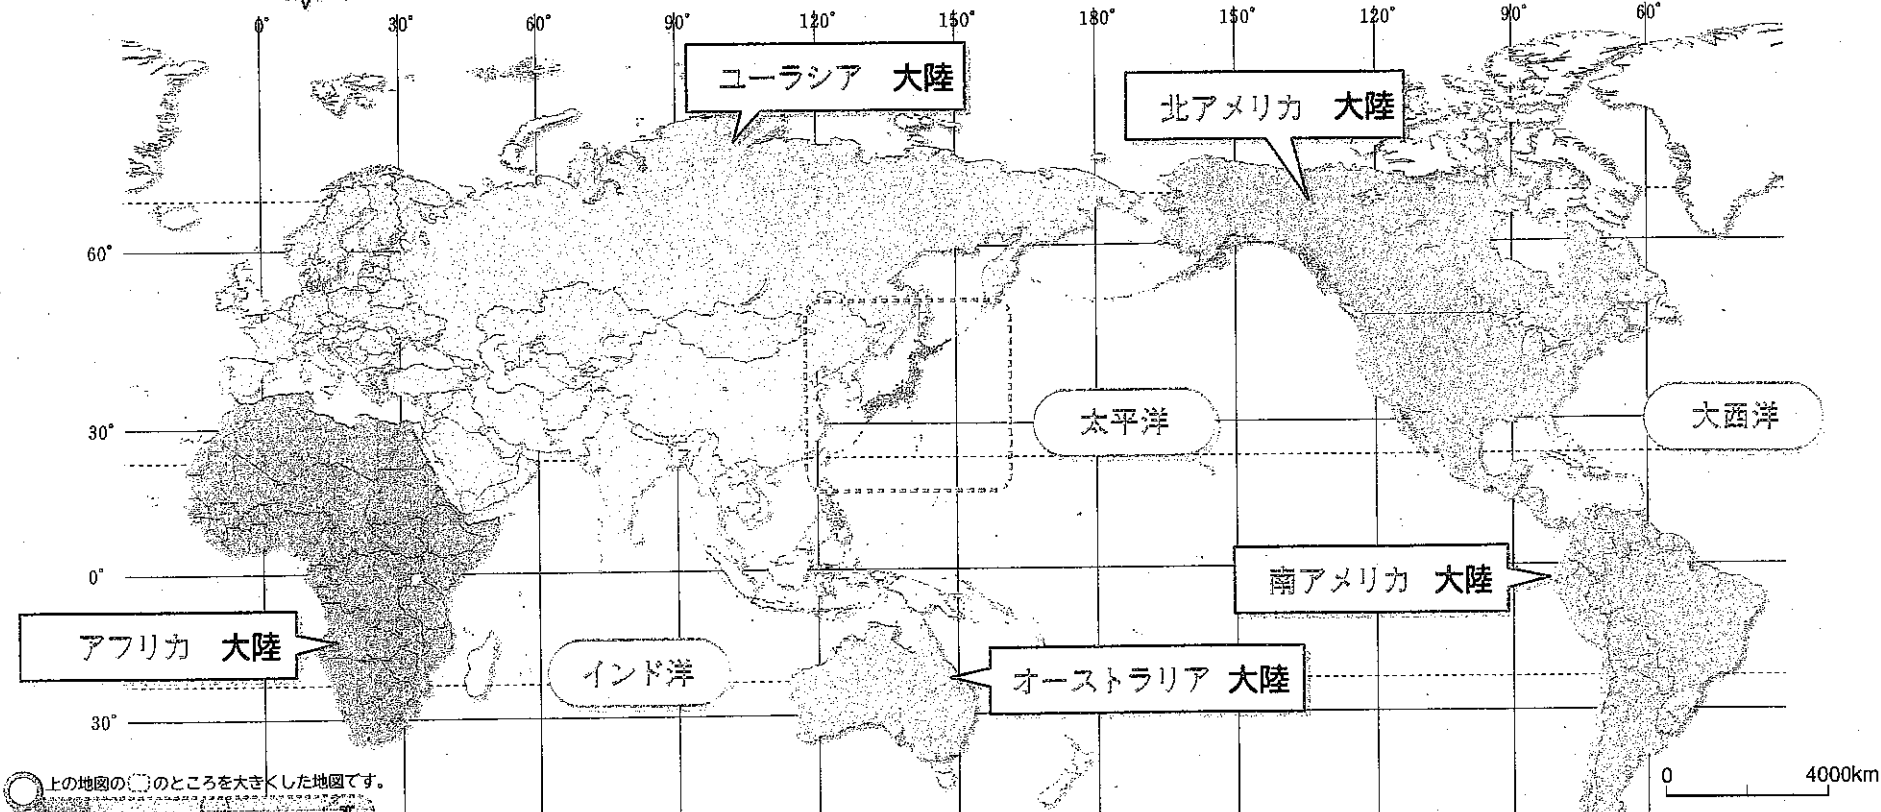 0° 30° 60° 90° 120° 150° 180° 150° 120° 90° 60°
ユーラシア 大陸
北アメリカ 大陸
60°
太平洋
大西洋
30°
0°
南アメリカ 大陸
アフリカ 大陸
インド洋
オーストラリア 大陸
30°
上の地図の のところを大きくした地図です。
0 4000km